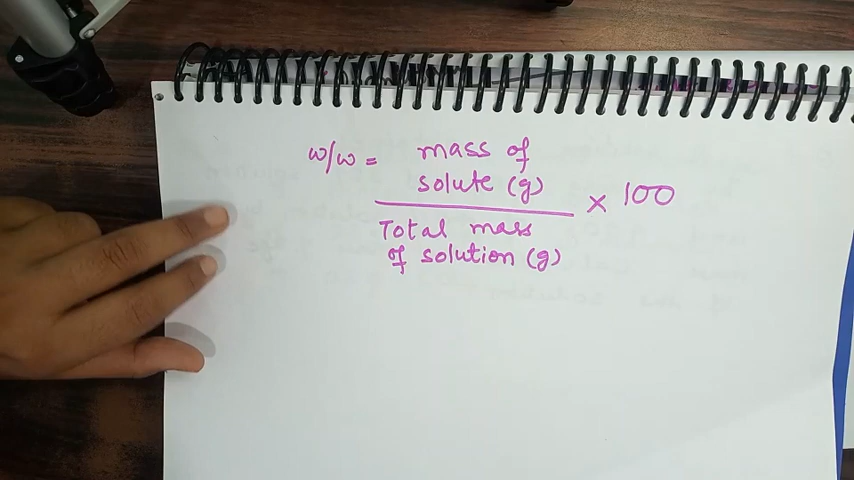 w/w = mass of
solute (g)
× 100
Total mass
of solution (g)